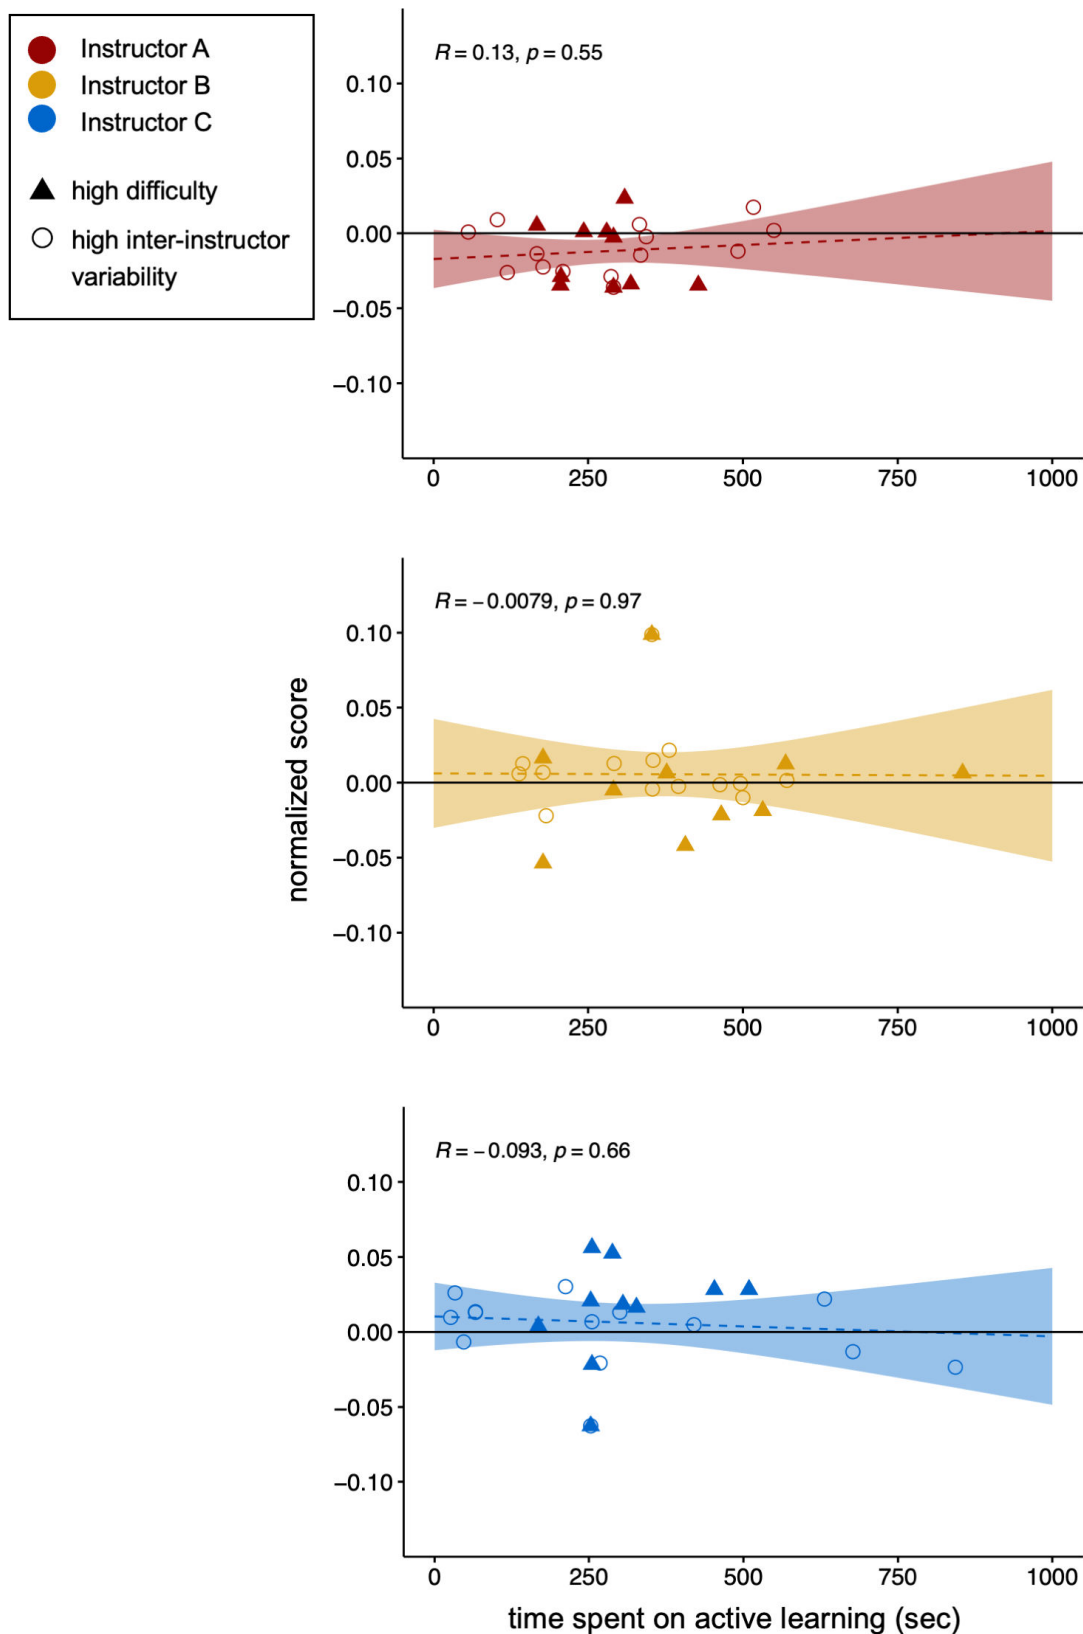 Instructor A
Instructor B
Instructor C
high difficulty
high inter-instructor
variability
R = 0.13, p = 0.55
0.10
0.05
0.00
−0.05
−0.10
0 250 500 750 1000
R = −0.0079, p = 0.97
0.10
0.05
0.00
−0.05
−0.10
0 250 500 750 1000
normalized score
R = −0.093, p = 0.66
0.10
0.05
0.00
−0.05
−0.10
0 250 500 750 1000
time spent on active learning (sec)